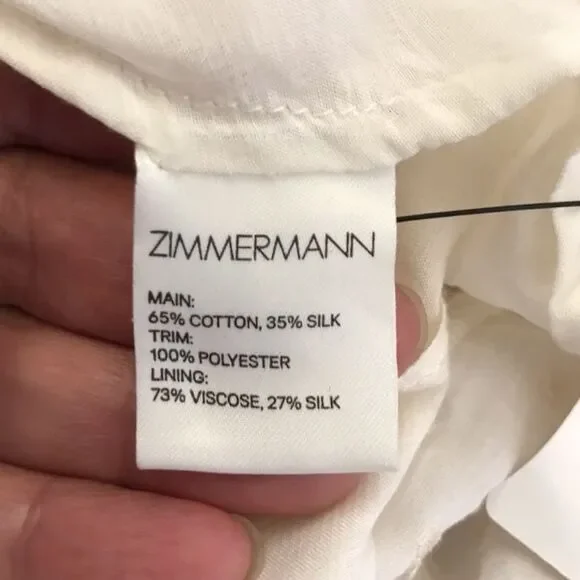 ZIMMERMANN
MAIN:
65% COTTON, 35% SILK
TRIM:
100% POLYESTER
LINING:
73% VISCOSE, 27% SILK